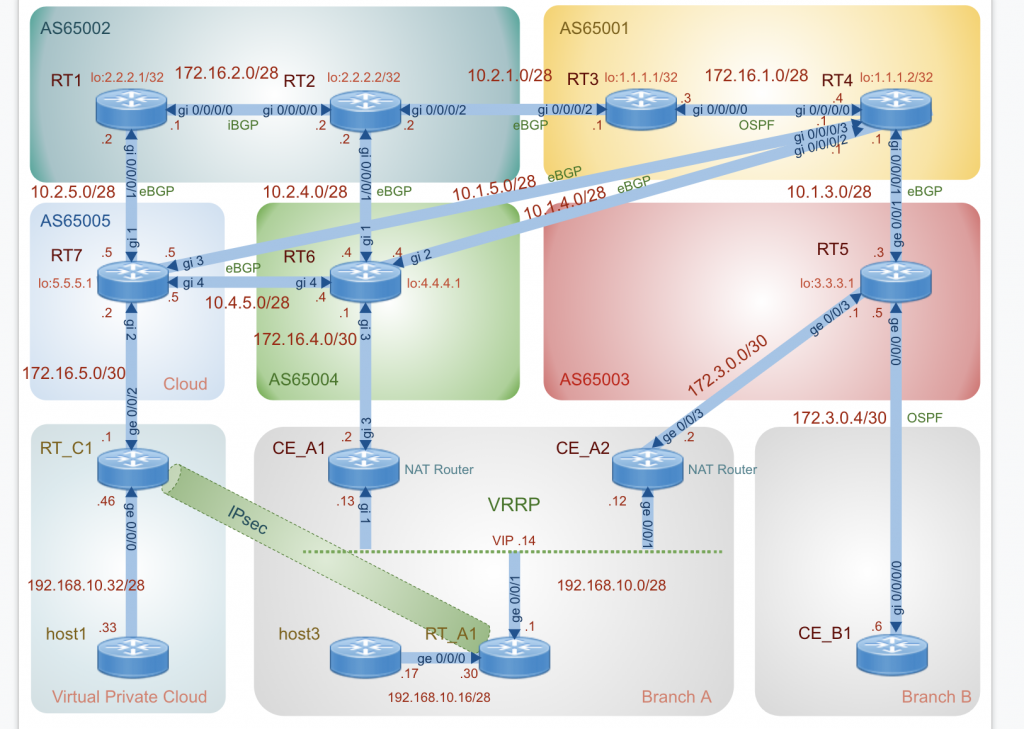 AS65002
AS65001
RT1
lo:2.2.2.1/32
172.16.2.0/28
RT2
lo:2.2.2.2/32
10.2.1.0/28
RT3
lo:1.1.1.1/32
172.16.1.0/28
RT4
lo:1.1.1.2/32
gi 0/0/0/0
gi 0/0/0/0
gi 0/0/0/2
gi 0/0/0/2
.3
gi 0/0/0/0
gi 0/0/0/0
.4
.1
iBGP
.2
.2
eBGP
.1
OSPF
.1
gi 0/0/0/3
gi 0/0/0/2
.1
.1
.2
.2
gi 0/0/0/1
gi 0/0/0/1
gi 0/0/0/1
10.2.5.0/28
eBGP
10.2.4.0/28
eBGP
10.1.5.0/28
eBGP
10.1.4.0/28
eBGP
10.1.3.0/28
eBGP
AS65005
gi 1
gi 1
ge 0/0/1
RT7
.5
.5
gi 3
eBGP
RT6
.4
.4
gi 2
RT5
.3
lo:5.5.5.1
gi 4
gi 4
lo:4.4.4.1
lo:3.3.3.1
.5
10.4.5.0/28
.4
.2
gi 2
.1
gi 3
ge 0/0/3
.1
.5
ge 0/0/0
172.16.4.0/30
172.3.0.0/30
172.16.5.0/30
Cloud
AS65004
AS65003
ge 0/0/2
gi 3
ge 0/0/3
172.3.0.4/30
OSPF
RT_C1
.1
CE_A1
.2
NAT Router
CE_A2
.2
NAT Router
.46
.13
gi 1
.12
ge 0/0/1
ge 0/0/0
IPsec
VRRP
VIP .14
192.168.10.32/28
ge 0/0/1
192.168.10.0/28
gi 0/0/0/0
host1
.33
host3
RT_A1
.1
CE_B1
.6
ge 0/0/0
.17
.30
192.168.10.16/28
Virtual Private Cloud
Branch A
Branch B